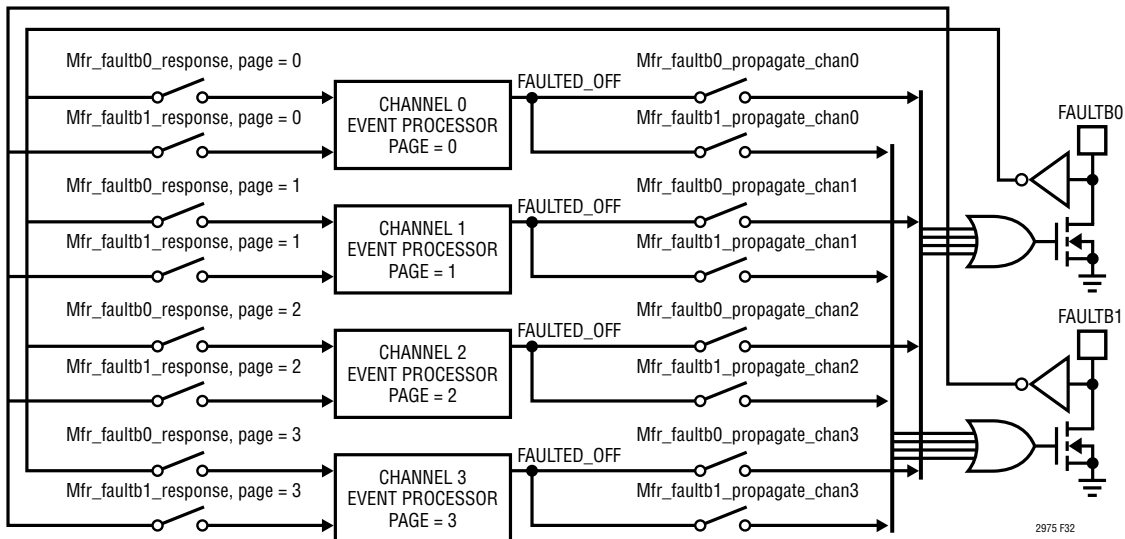 Mfr_faultb0_response, page = 0
Mfr_faultb1_response, page = 0
CHANNEL 0
EVENT PROCESSOR
PAGE = 0
FAULTED_OFF
Mfr_faultb0_propagate_chan0
Mfr_faultb1_propagate_chan0
FAULTB0
Mfr_faultb0_response, page = 1
Mfr_faultb1_response, page = 1
CHANNEL 1
EVENT PROCESSOR
PAGE = 1
FAULTED_OFF
Mfr_faultb0_propagate_chan1
Mfr_faultb1_propagate_chan1
Mfr_faultb0_response, page = 2
Mfr_faultb1_response, page = 2
CHANNEL 2
EVENT PROCESSOR
PAGE = 2
FAULTED_OFF
Mfr_faultb0_propagate_chan2
Mfr_faultb1_propagate_chan2
FAULTB1
Mfr_faultb0_response, page = 3
Mfr_faultb1_response, page = 3
CHANNEL 3
EVENT PROCESSOR
PAGE = 3
FAULTED_OFF
Mfr_faultb0_propagate_chan3
Mfr_faultb1_propagate_chan3
2975 F32